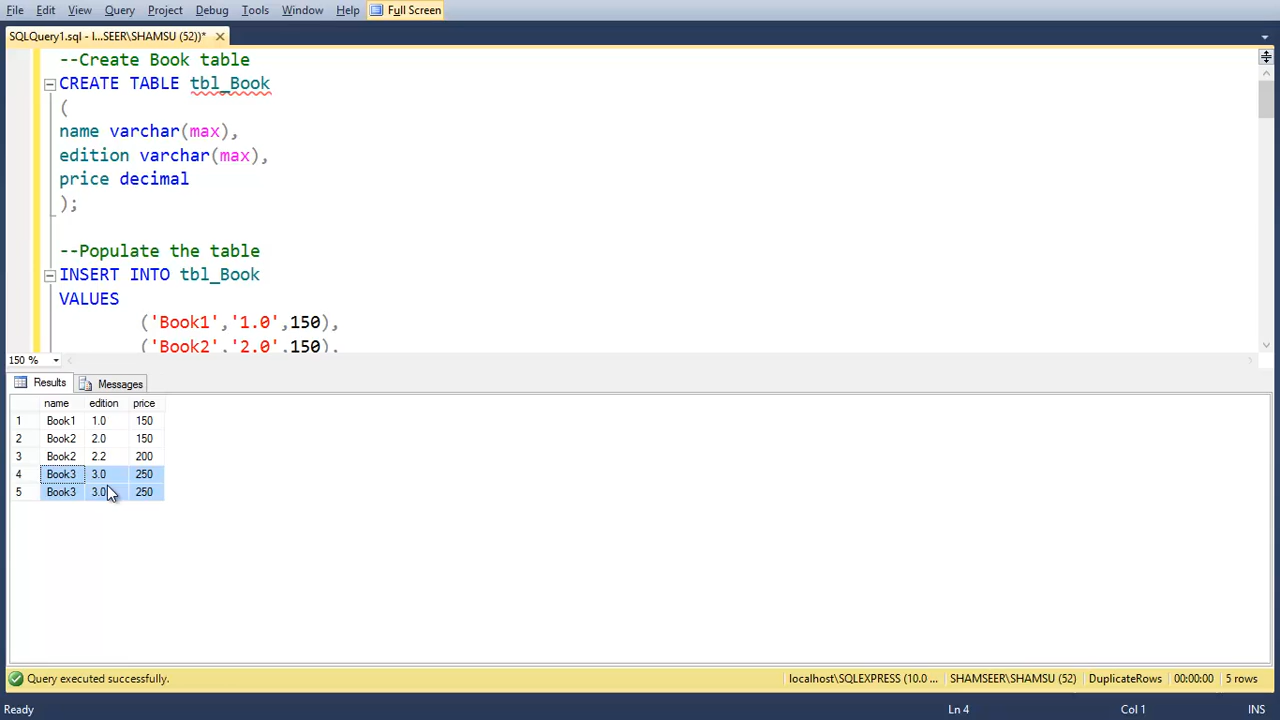 File Edit View Query Project Debug Tools Window Help Full Screen
SQLQuery1.sql - l...SEER\SHAMSU (52))*
--Create Book table
CREATE TABLE tbl_Book
(
name varchar(max),
edition varchar(max),
price decimal
);
--Populate the table
INSERT INTO tbl_Book
VALUES
('Book1','1.0',150),
('Book2','2.0',150),
150 %
Results Messages
name edition price
1 Book1 1.0 150
2 Book2 2.0 150
3 Book2 2.2 200
4 Book3 3.0 250
5 Book3 3.0 250
Query executed successfully. localhost\SQLEXPRESS (10.0 ... SHAMSEER\SHAMSU (52) DuplicateRows 00:00:00 5 rows
Ready Ln 4 Col 1 INS